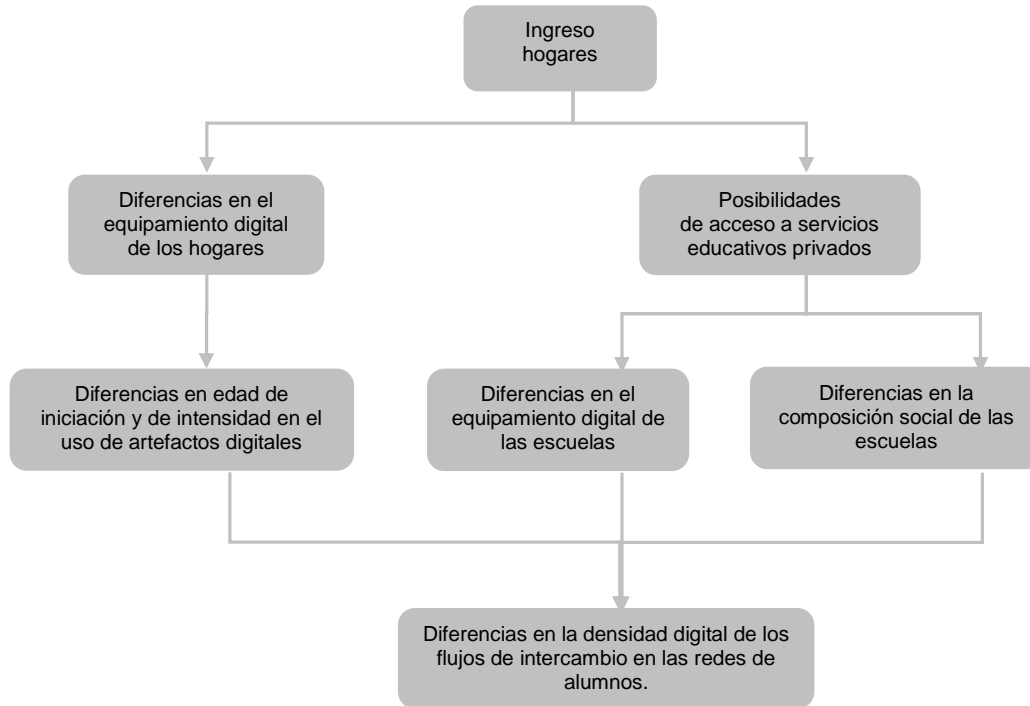 Ingreso
hogares
Diferencias en el
equipamiento digital
de los hogares
Posibilidades
de acceso a servicios
educativos privados
Diferencias en edad de
iniciación y de intensidad en el
uso de artefactos digitales
Diferencias en el
equipamiento digital de
las escuelas
Diferencias en la
composición social de las
escuelas
Diferencias en la densidad digital de los
flujos de intercambio en las redes de
alumnos.